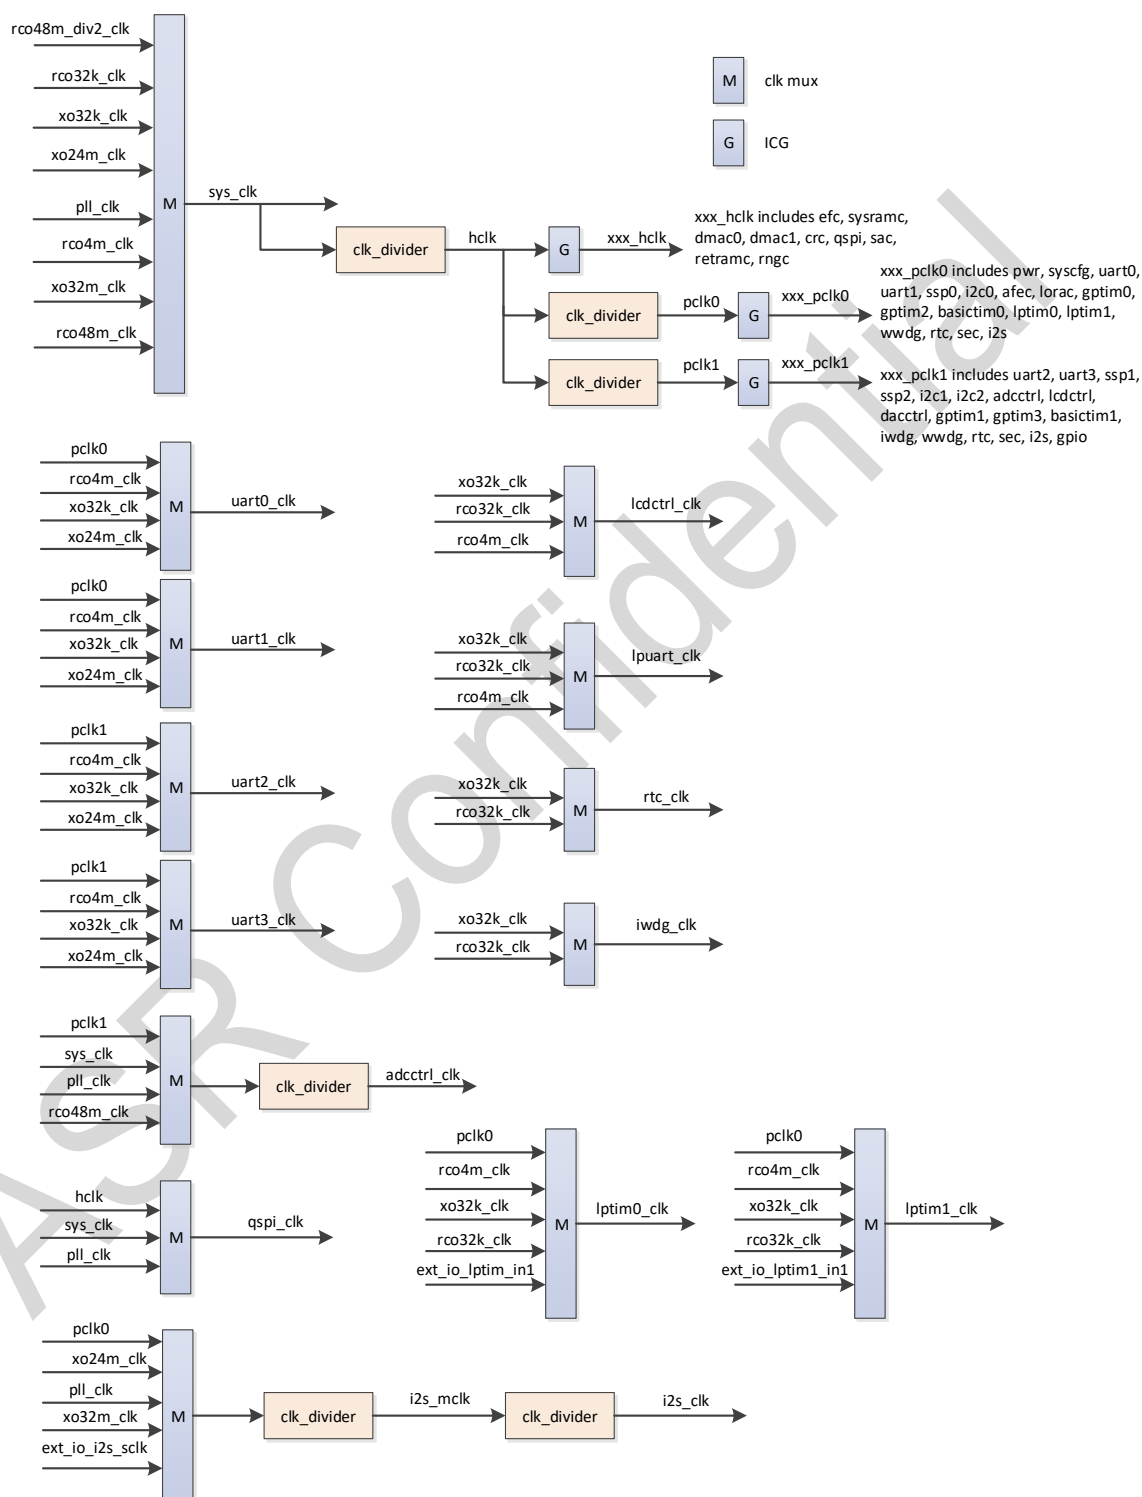 rco48m_div2_clk
rco32k_clk
xo32k_clk
xo24m_clk
pll_clk
rco4m_clk
xo32m_clk
rco48m_clk
M
sys_clk
clk_divider
hclk
G
xxx_hclk
M
clk mux
G
ICG
xxx_hclk includes efc, sysramc,
dmac0, dmac1, crc, qspi, sac,
retramc, rngc
clk_divider
pclk0
G
xxx_pclk0
xxx_pclk0 includes pwr, syscfg, uart0,
uart1, ssp0, i2c0, afec, lorac, gptim0,
gptim2, basictim0, lptim0, lptim1,
wwdg, rtc, sec, i2s
clk_divider
pclk1
G
xxx_pclk1
xxx_pclk1 includes uart2, uart3, ssp1,
ssp2, i2c1, i2c2, adcctrl, lcdctrl,
dacctrl, gptim1, gptim3, basictim1,
iwdg, wwdg, rtc, sec, i2s, gpio
pclk0
rco4m_clk
xo32k_clk
xo24m_clk
M
uart0_clk
xo32k_clk
rco32k_clk
rco4m_clk
M
lcdctrl_clk
pclk0
rco4m_clk
xo32k_clk
xo24m_clk
M
uart1_clk
xo32k_clk
rco32k_clk
rco4m_clk
M
lpuart_clk
pclk1
rco4m_clk
xo32k_clk
xo24m_clk
M
uart2_clk
xo32k_clk
rco32k_clk
M
rtc_clk
pclk1
rco4m_clk
xo32k_clk
xo24m_clk
M
uart3_clk
xo32k_clk
rco32k_clk
M
iwdg_clk
pclk1
sys_clk
pll_clk
rco48m_clk
M
clk_divider
adcctrl_clk
hclk
sys_clk
pll_clk
M
qspi_clk
pclk0
rco4m_clk
xo32k_clk
rco32k_clk
ext_io_lptim_in1
M
lptim0_clk
pclk0
rco4m_clk
xo32k_clk
rco32k_clk
ext_io_lptim1_in1
M
lptim1_clk
pclk0
xo24m_clk
pll_clk
xo32m_clk
ext_io_i2s_sclk
M
clk_divider
i2s_mclk
clk_divider
i2s_clk
ASR Confidential